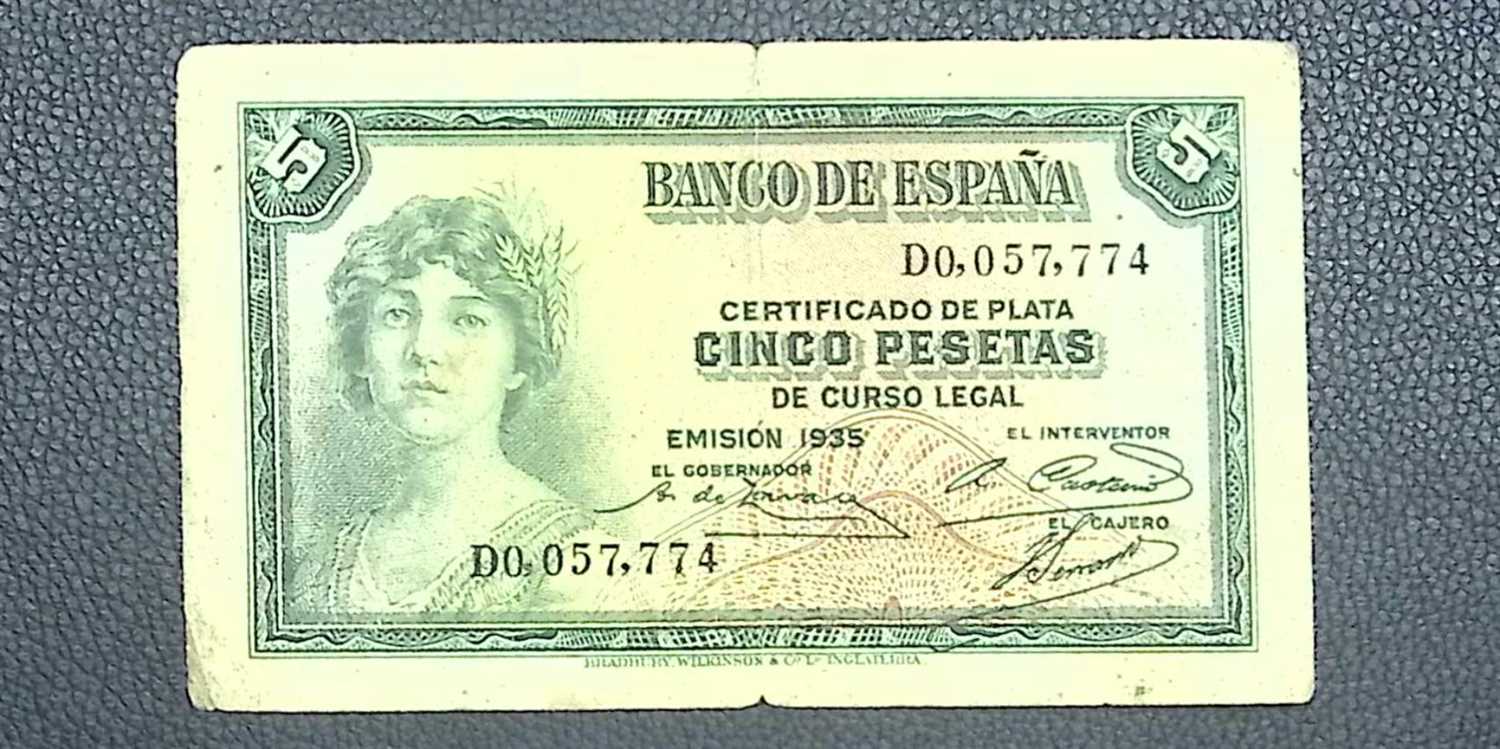 5
5
BANCO DE ESPAÑA
D0,057,774
CERTIFICADO DE PLATA
CINCO PESETAS
DE CURSO LEGAL
EMISIÓN 1935
EL INTERVENTOR
EL GOBERNADOR
EL CAJERO
D0,057,774
BRADBURY, WILKINSON & Cº Lᵈ INGLATERRA